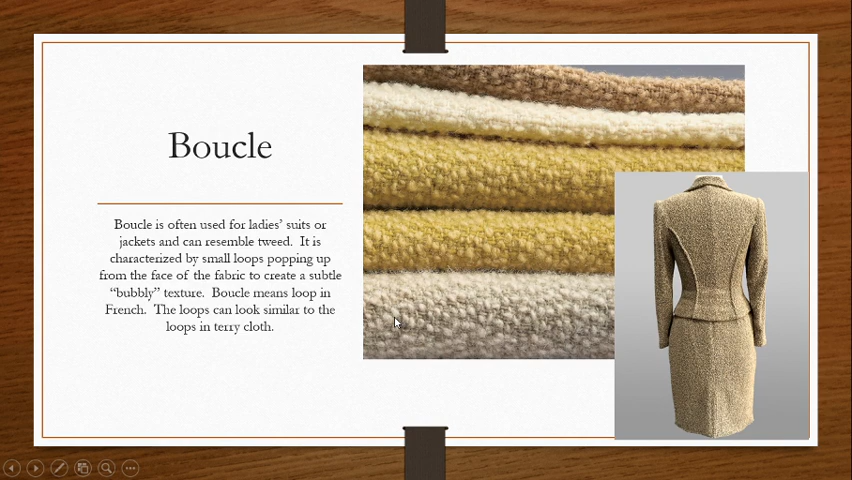 Boucle
Boucle is often used for ladies’ suits or
jackets and can resemble tweed.  It is
characterized by small loops popping up
from the face of the fabric to create a subtle
“bubbly” texture.  Boucle means loop in
French.  The loops can look similar to the
loops in terry cloth.